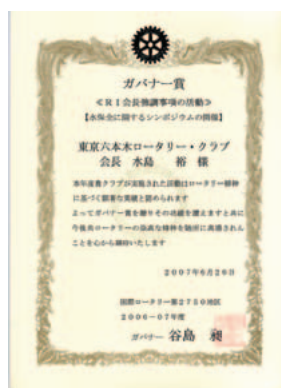 ガバナー賞
≪RI会長強調事項の活動≫
【水保全に関するシンポジウムの開催】
東京六本木ロータリー・クラブ
会長 水島 裕 様
本年度貴クラブが実施された活動はロータリー精神
に基づく顕著な実績と認められます
よってガバナー賞を贈りその功績を讃えますと共に
今後共ロータリーの崇高な精神を随所に高揚されん
ことを心から期待いたします
2007年6月26日
国際ロータリー第2750地区
2006-07年度
ガバナー 谷島 昶